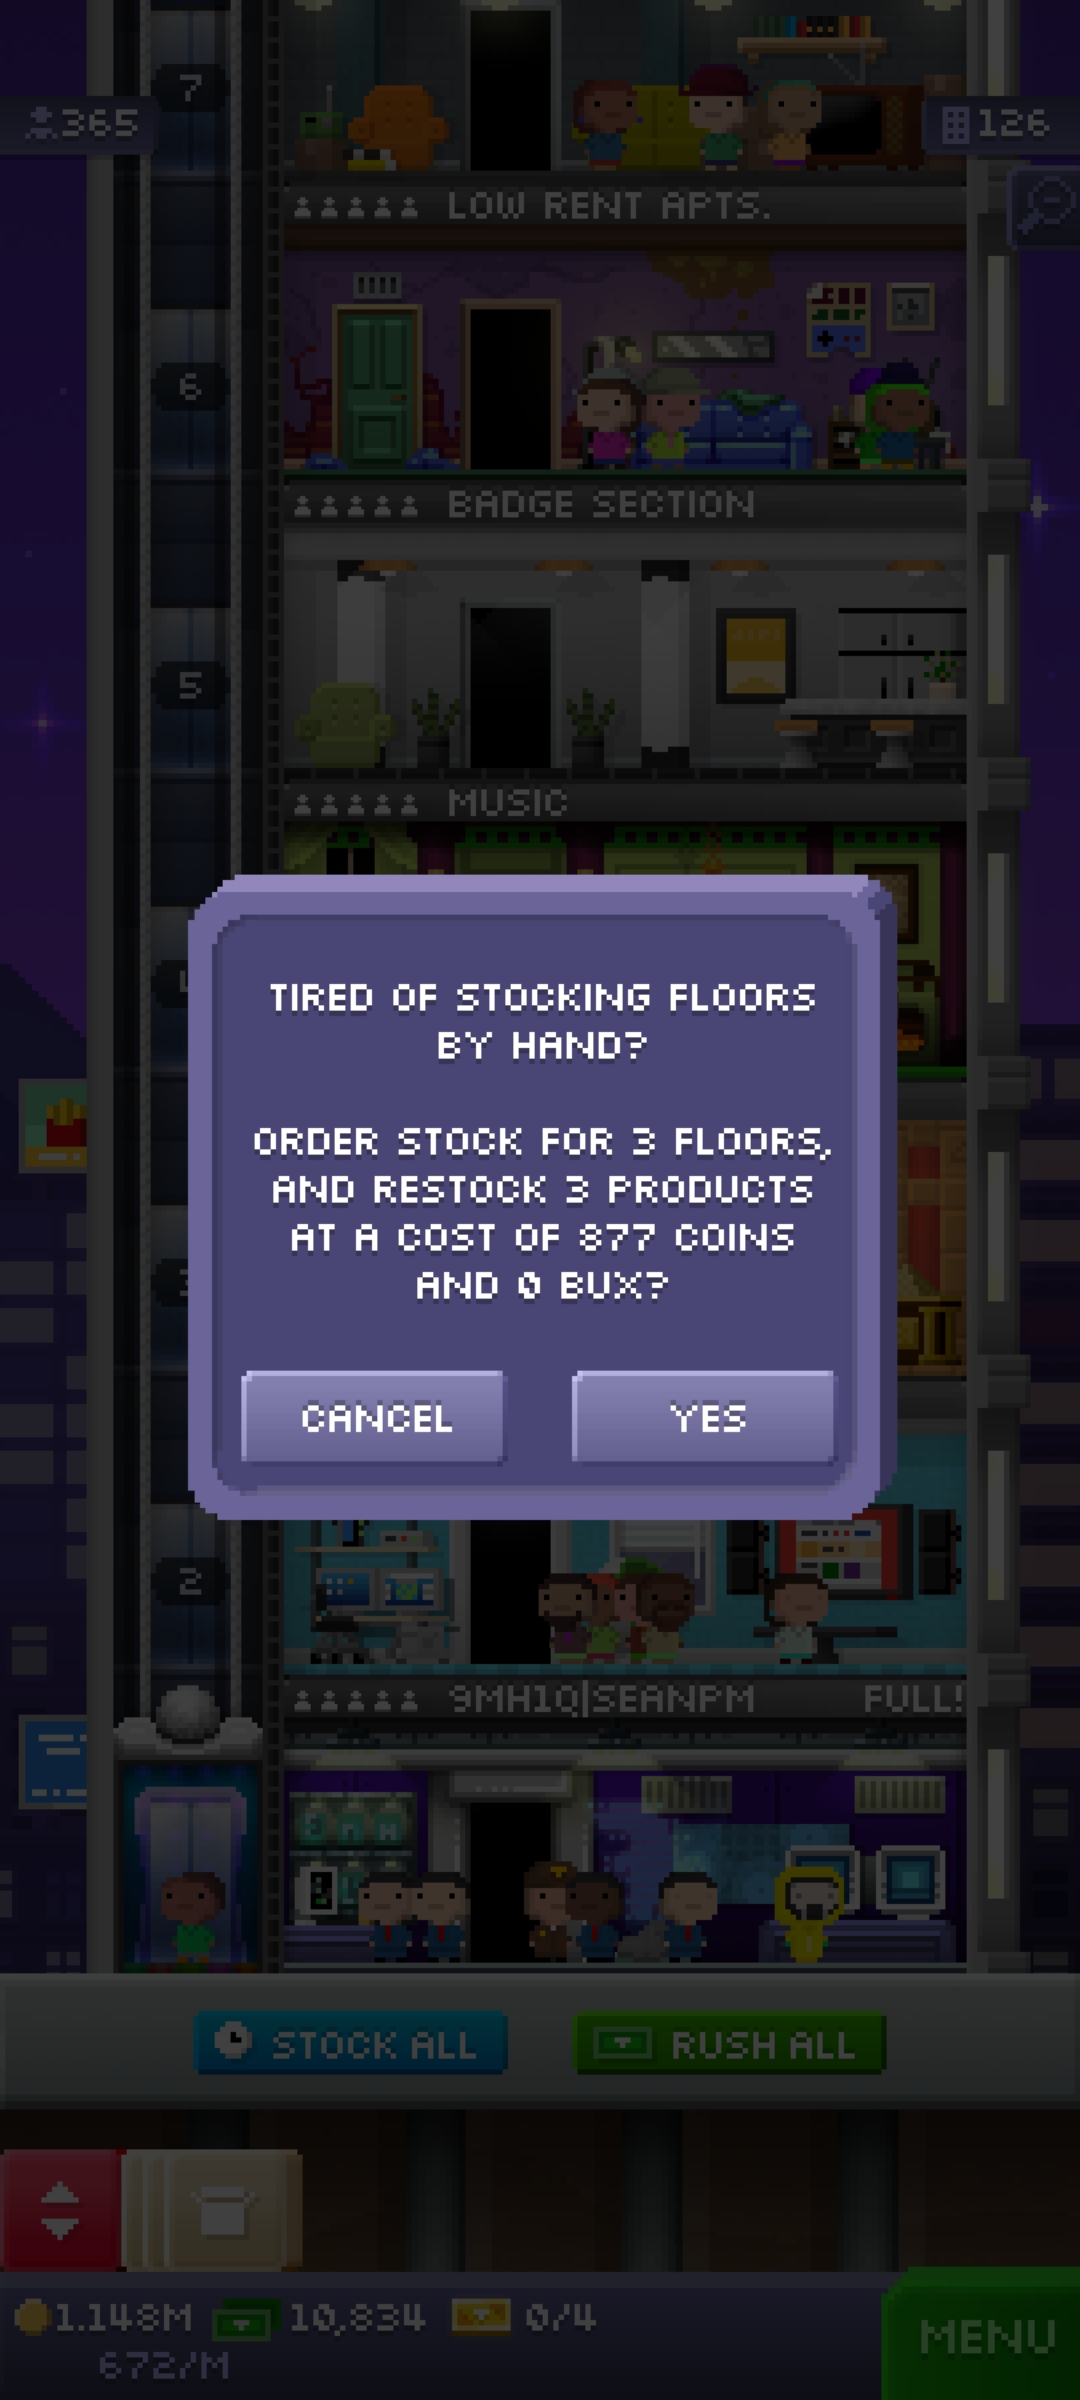 7
365
126
LOW RENT APTS.
6
BADGE SECTION
5
MUSIC
TIRED OF STOCKING FLOORS
BY HAND?
ORDER STOCK FOR 3 FLOORS,
AND RESTOCK 3 PRODUCTS
AT A COST OF 877 COINS
AND 0 BUX?
CANCEL
YES
2
9MH1Q|SEANPM
FULL!
STOCK ALL
RUSH ALL
1.148M
10,834
0/4
672/M
MENU